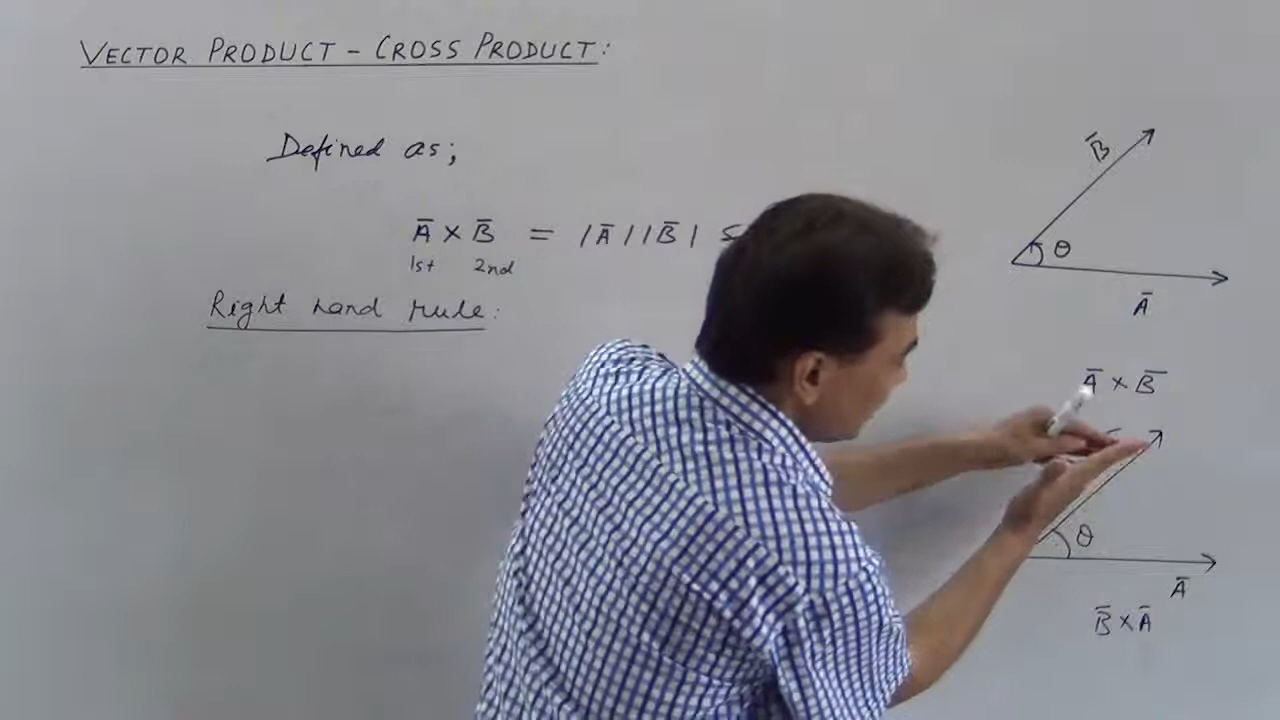 VECTOR PRODUCT - CROSS PRODUCT:
Defined as;
A̅ × B̅ = |A̅||B̅| S
1st 2nd
Right hand rule:
B̅
θ
A̅
A̅ × B̅
θ
A̅
B̅ × A̅